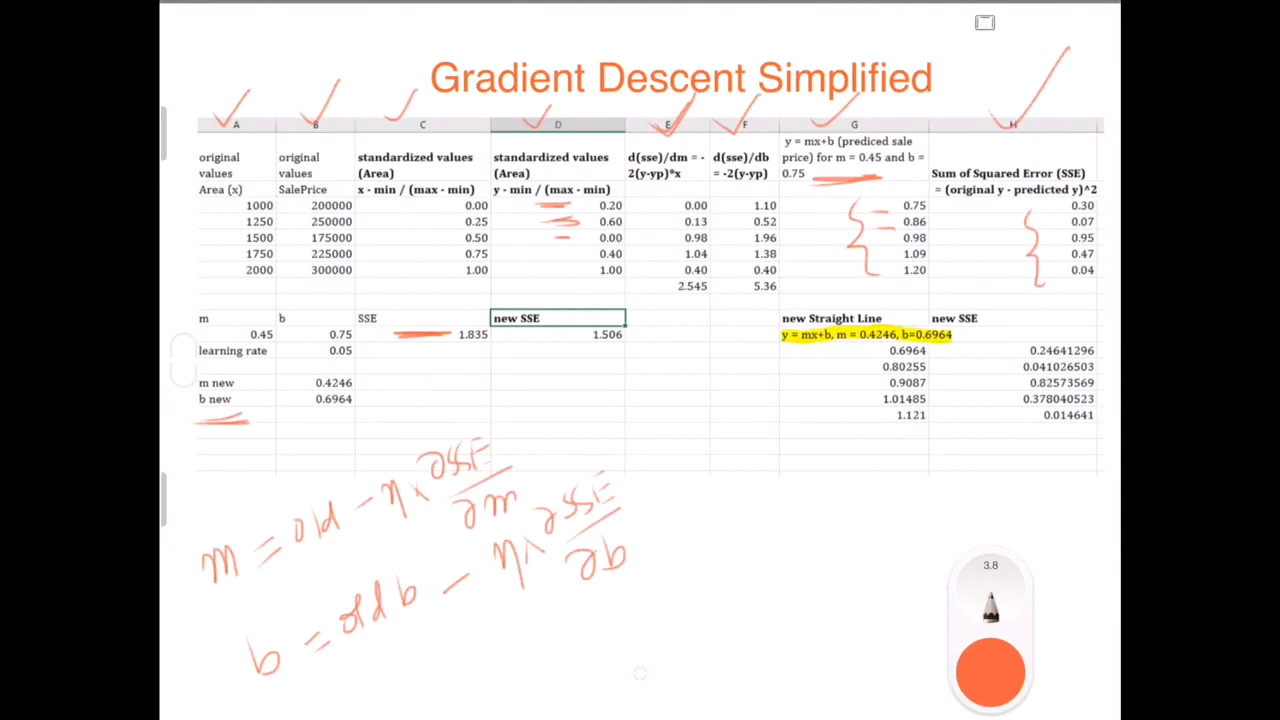 Gradient Descent Simplified
A B C D E F G H
original values Area (x) original values SalePrice standardized values (Area) x - min / (max - min) standardized values (Area) y - min / (max - min) d(sse)/dm = -2(y-yp)*x d(sse)/db = -2(y-yp) y = mx+b (prediced sale price) for m = 0.45 and b = 0.75 Sum of Squared Error (SSE) = (original y - predicted y)^2
1000 200000 0.00 0.20 0.00 1.10 0.75 0.30
1250 250000 0.25 0.60 0.13 0.52 0.86 0.07
1500 175000 0.50 0.00 0.98 1.96 0.98 0.95
1750 225000 0.75 0.40 1.04 1.38 1.09 0.47
2000 300000 1.00 1.00 0.40 0.40 1.20 0.04
2.545 5.36
m b SSE new SSE new Straight Line new SSE
0.45 0.75 1.835 1.506 y = mx+b, m = 0.4246, b=0.6964
learning rate 0.05 0.6964 0.24641296
0.80255 0.041026503
m new 0.4246 0.9087 0.82573569
b new 0.6964 1.01485 0.378040523
1.121 0.014641
m = old - η × ∂SSE/∂m
b = old b - η × ∂SSE/∂b
3.8